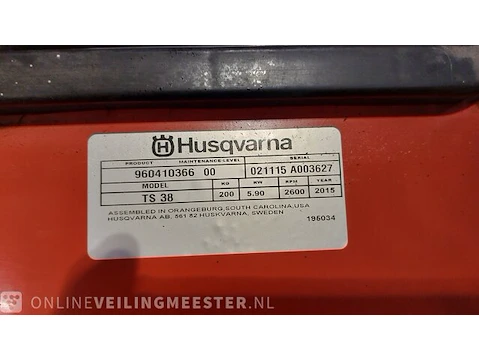 Husqvarna
PRODUCT MAINTENANCE LEVEL SERIAL
960410366 00 021115 A003627
MODEL KG KW RPM YEAR
TS 38 200 5.90 2600 2015
ASSEMBLED IN ORANGEBURG,SOUTH CAROLINA,USA
HUSQVARNA AB, 561 82 HUSKVARNA, SWEDEN 195034
ONLINEVEILINGMEESTER.NL